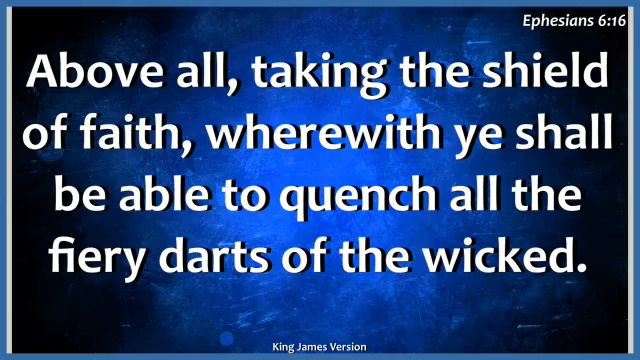 Ephesians 6:16
Above all, taking the shield
of faith, wherewith ye shall
be able to quench all the
fiery darts of the wicked.
King James Version